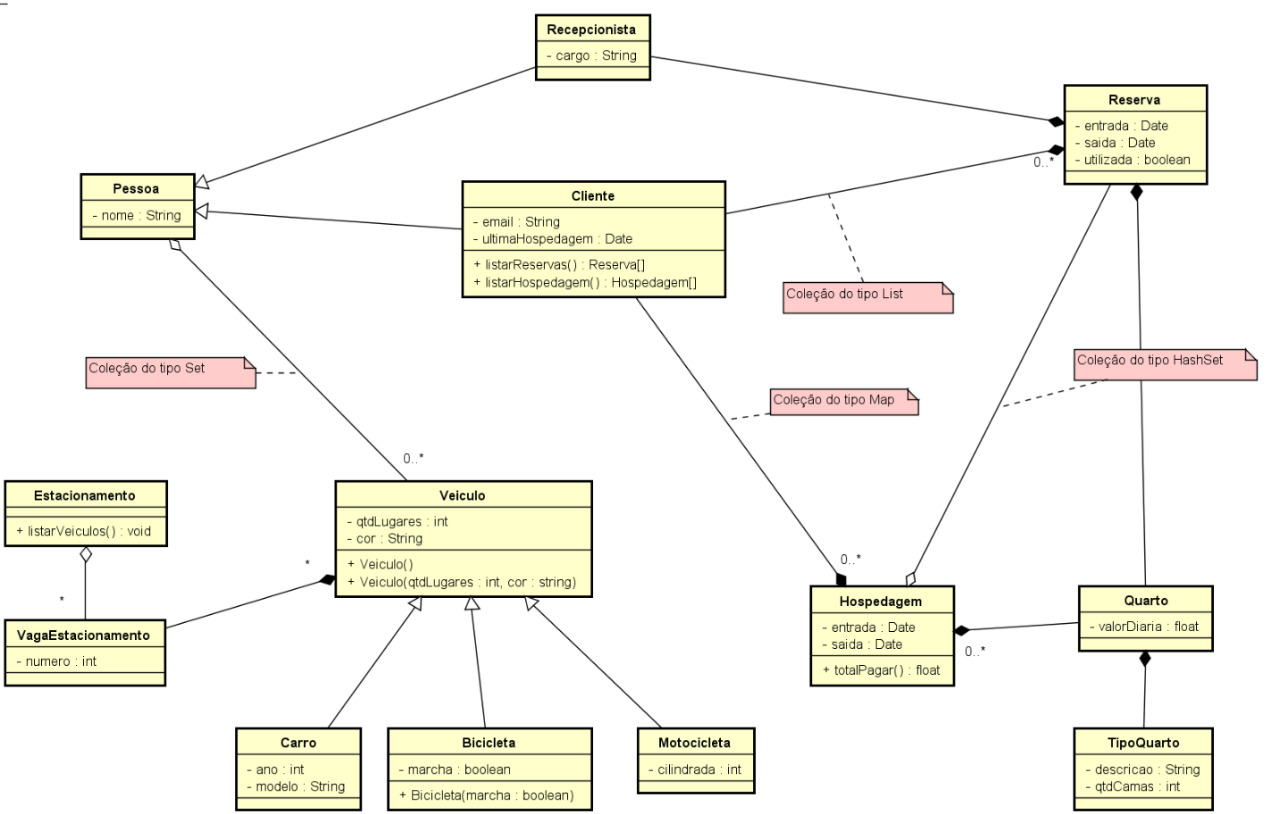 Recepcionista
- cargo : String
Reserva
- entrada : Date
- saida : Date
- utilizada : boolean
0..*
Pessoa
- nome : String
Cliente
- email : String
- ultimaHospedagem : Date
+ listarReservas() : Reserva[]
+ listarHospedagem() : Hospedagem[]
Coleção do tipo List
Coleção do tipo Set
Coleção do tipo HashSet
Coleção do tipo Map
0..*
Estacionamento
+ listarVeiculos() : void
*
Veiculo
- qtdLugares : int
- cor : String
+ Veiculo()
+ Veiculo(qtdLugares : int, cor : string)
*
0..*
VagaEstacionamento
- numero : int
Hospedagem
- entrada : Date
- saida : Date
+ totalPagar() : float
0..*
Quarto
- valorDiaria : float
Carro
- ano : int
- modelo : String
Bicicleta
- marcha : boolean
+ Bicicleta(marcha : boolean)
Motocicleta
- cilindrada : int
TipoQuarto
- descricao : String
- qtdCamas : int